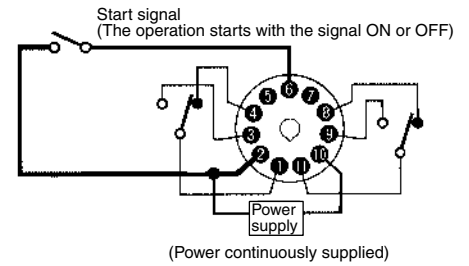 Start signal
(The operation starts with the signal ON or OFF)
6
5
7
4
8
3
9
2
10
1
11
Power
supply
(Power continuously supplied)